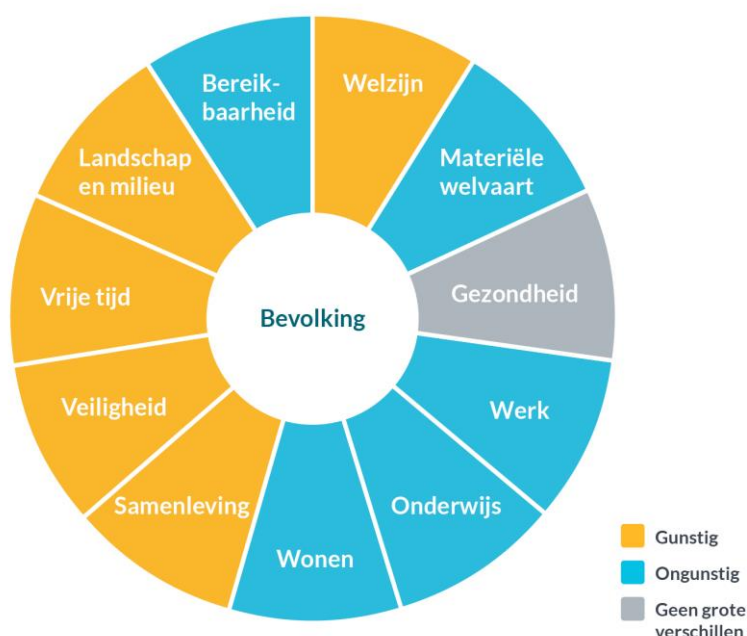 Bereik-
baarheid
Welzijn
Materiële
welvaart
Landschap
en milieu
Gezondheid
Vrije tijd
Bevolking
Veiligheid
Werk
Samenleving
Onderwijs
Wonen
Gunstig
Ongunstig
Geen grote
verschillen